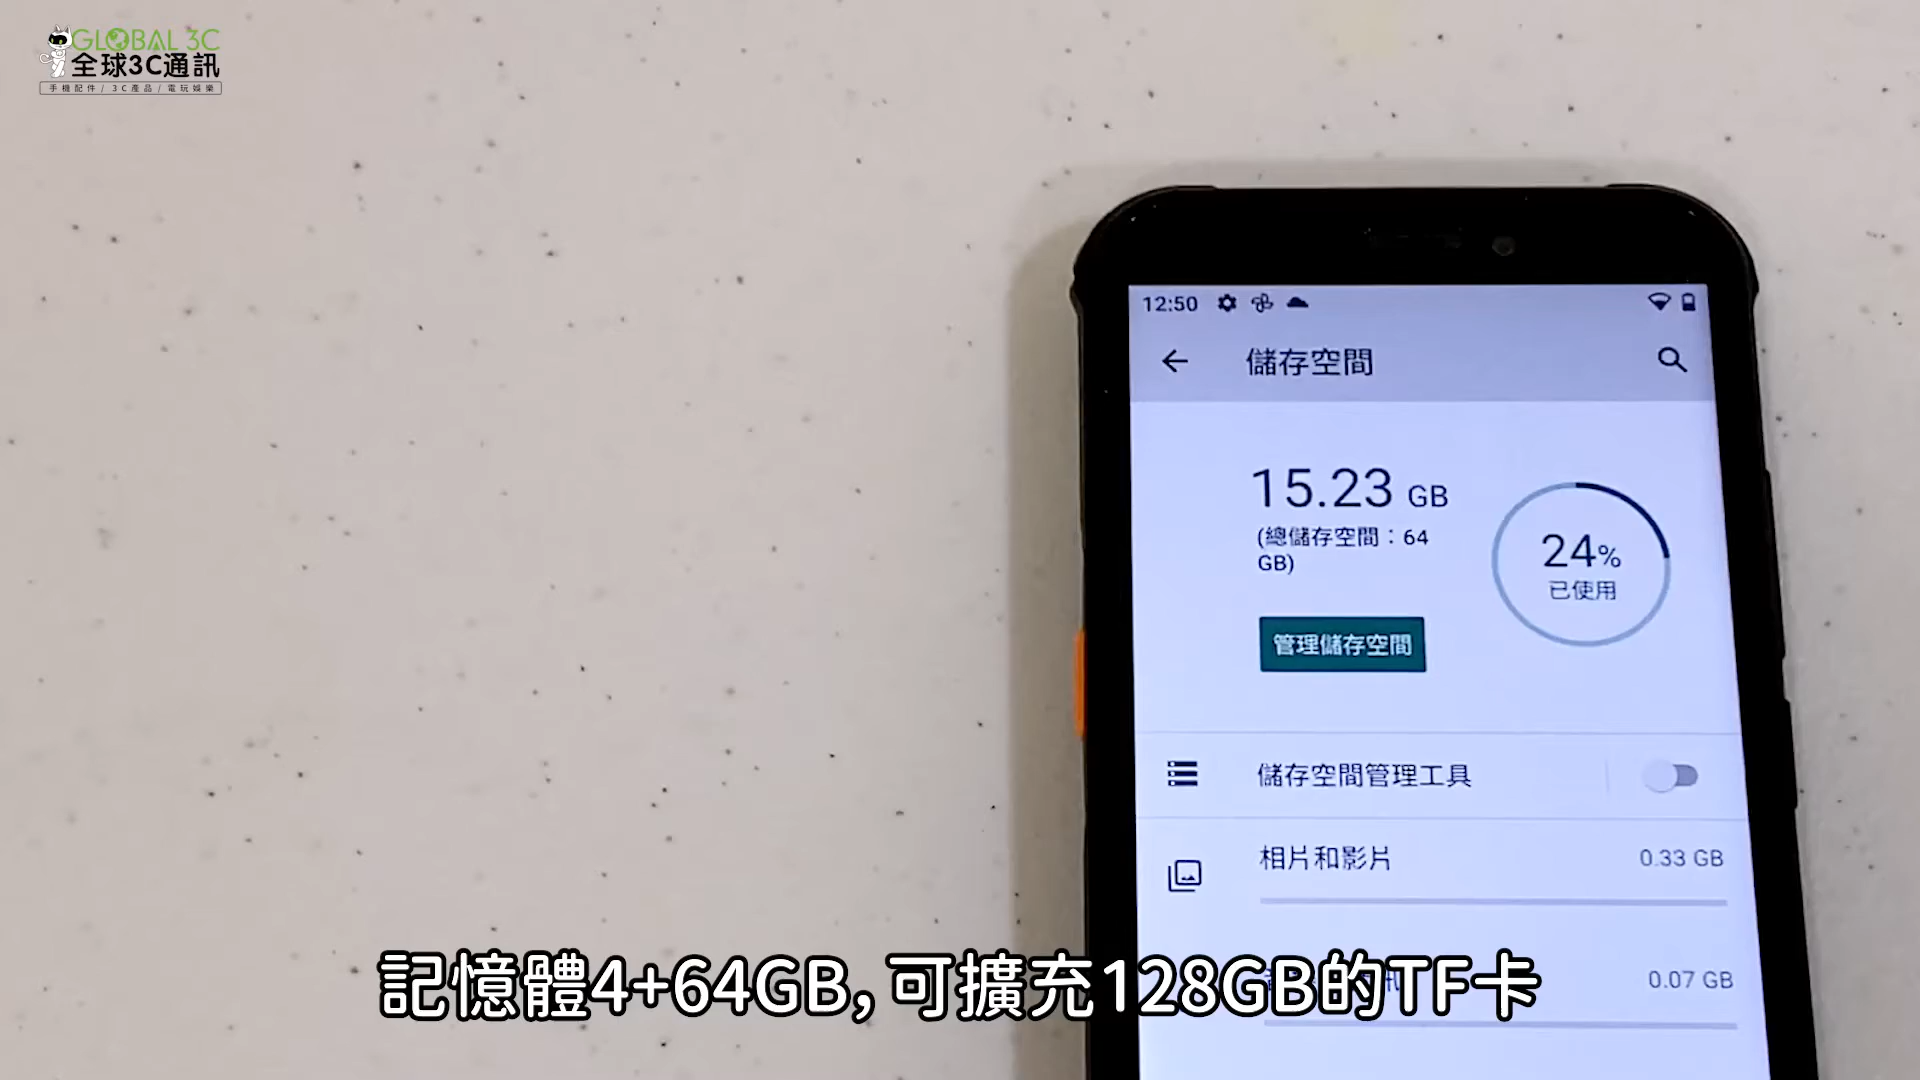 GLOBAL 3C
全球3C通訊
手機配件/3C產品/電玩娛樂
12:50
儲存空間
15.23 GB
(總儲存空間：64
GB)
24%
已使用
管理儲存空間
儲存空間管理工具
相片和影片
0.33 GB
0.07 GB
記憶體4+64GB,可擴充128GB的TF卡